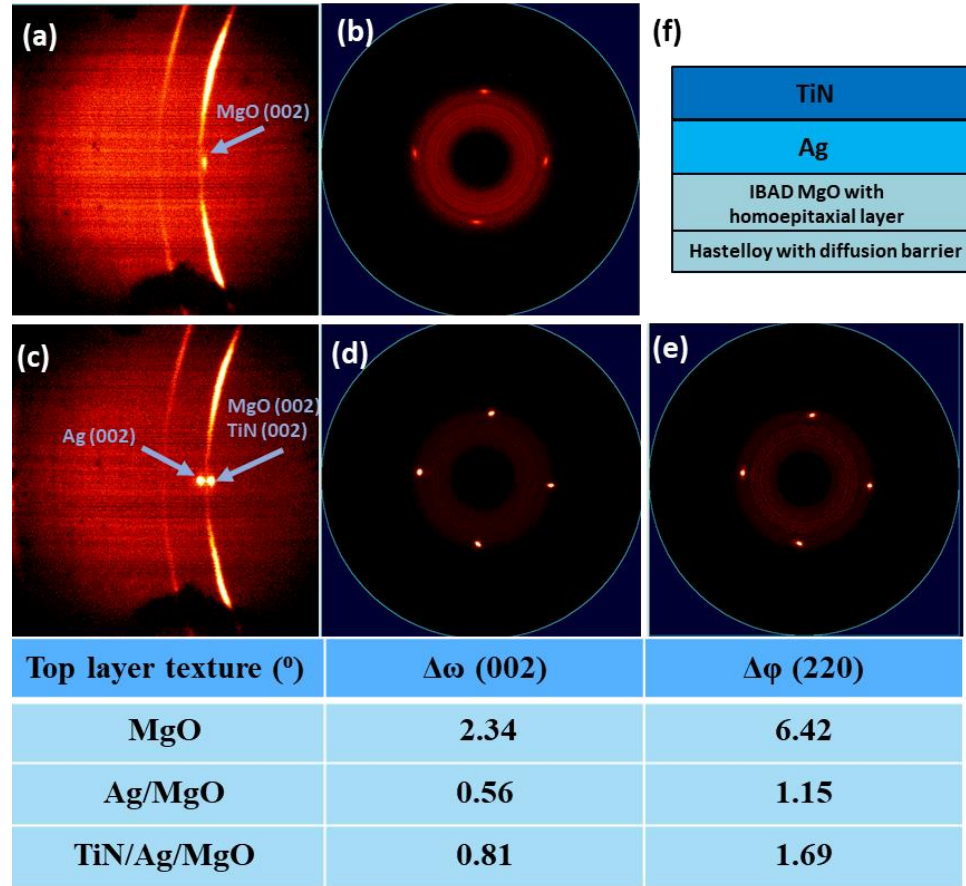 (a)
MgO (002)
(b)
(f)
TiN
Ag
IBAD MgO with
homoepitaxial layer
Hastelloy with diffusion barrier
(c)
Ag (002)
MgO (002)
TiN (002)
(d)
(e)
Top layer texture (⁰) Δω (002) Δφ (220)
MgO 2.34 6.42
Ag/MgO 0.56 1.15
TiN/Ag/MgO 0.81 1.69